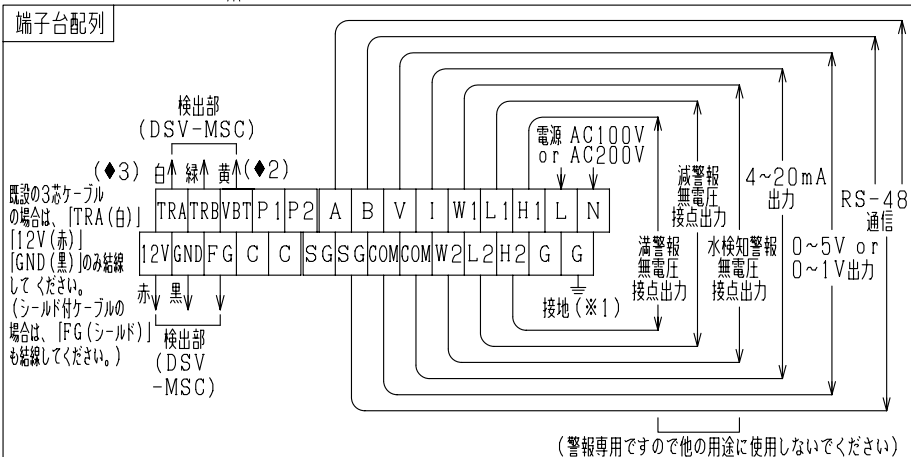 端子台配列
検出部
(DSV-MSC)
(◆3) 白 緑 黄 (◆2)
電源 AC100V
or AC200V
既設の3芯ケーブル
の場合は、「TRA(白)」
「12V(赤)」
「GND(黒)」のみ結線
してください。
(シールド付ケーブルの
場合は、「FG(シールド)」
も結線してください。)
TRA TRB VBT P1 P2 A B V I W1 L1 H1 L N
12V GND FG C C SG SG COM COM W2 L2 H2 G G
赤 黒
検出部
(DSV
-MSC)
接地(※1)
満警報
無電圧
接点出力
減警報
無電圧
接点出力
水検知警報
無電圧
接点出力
4~20mA
出力
0~5V or
0~1V出力
RS-48
通信
(警報専用ですので他の用途に使用しないでください)